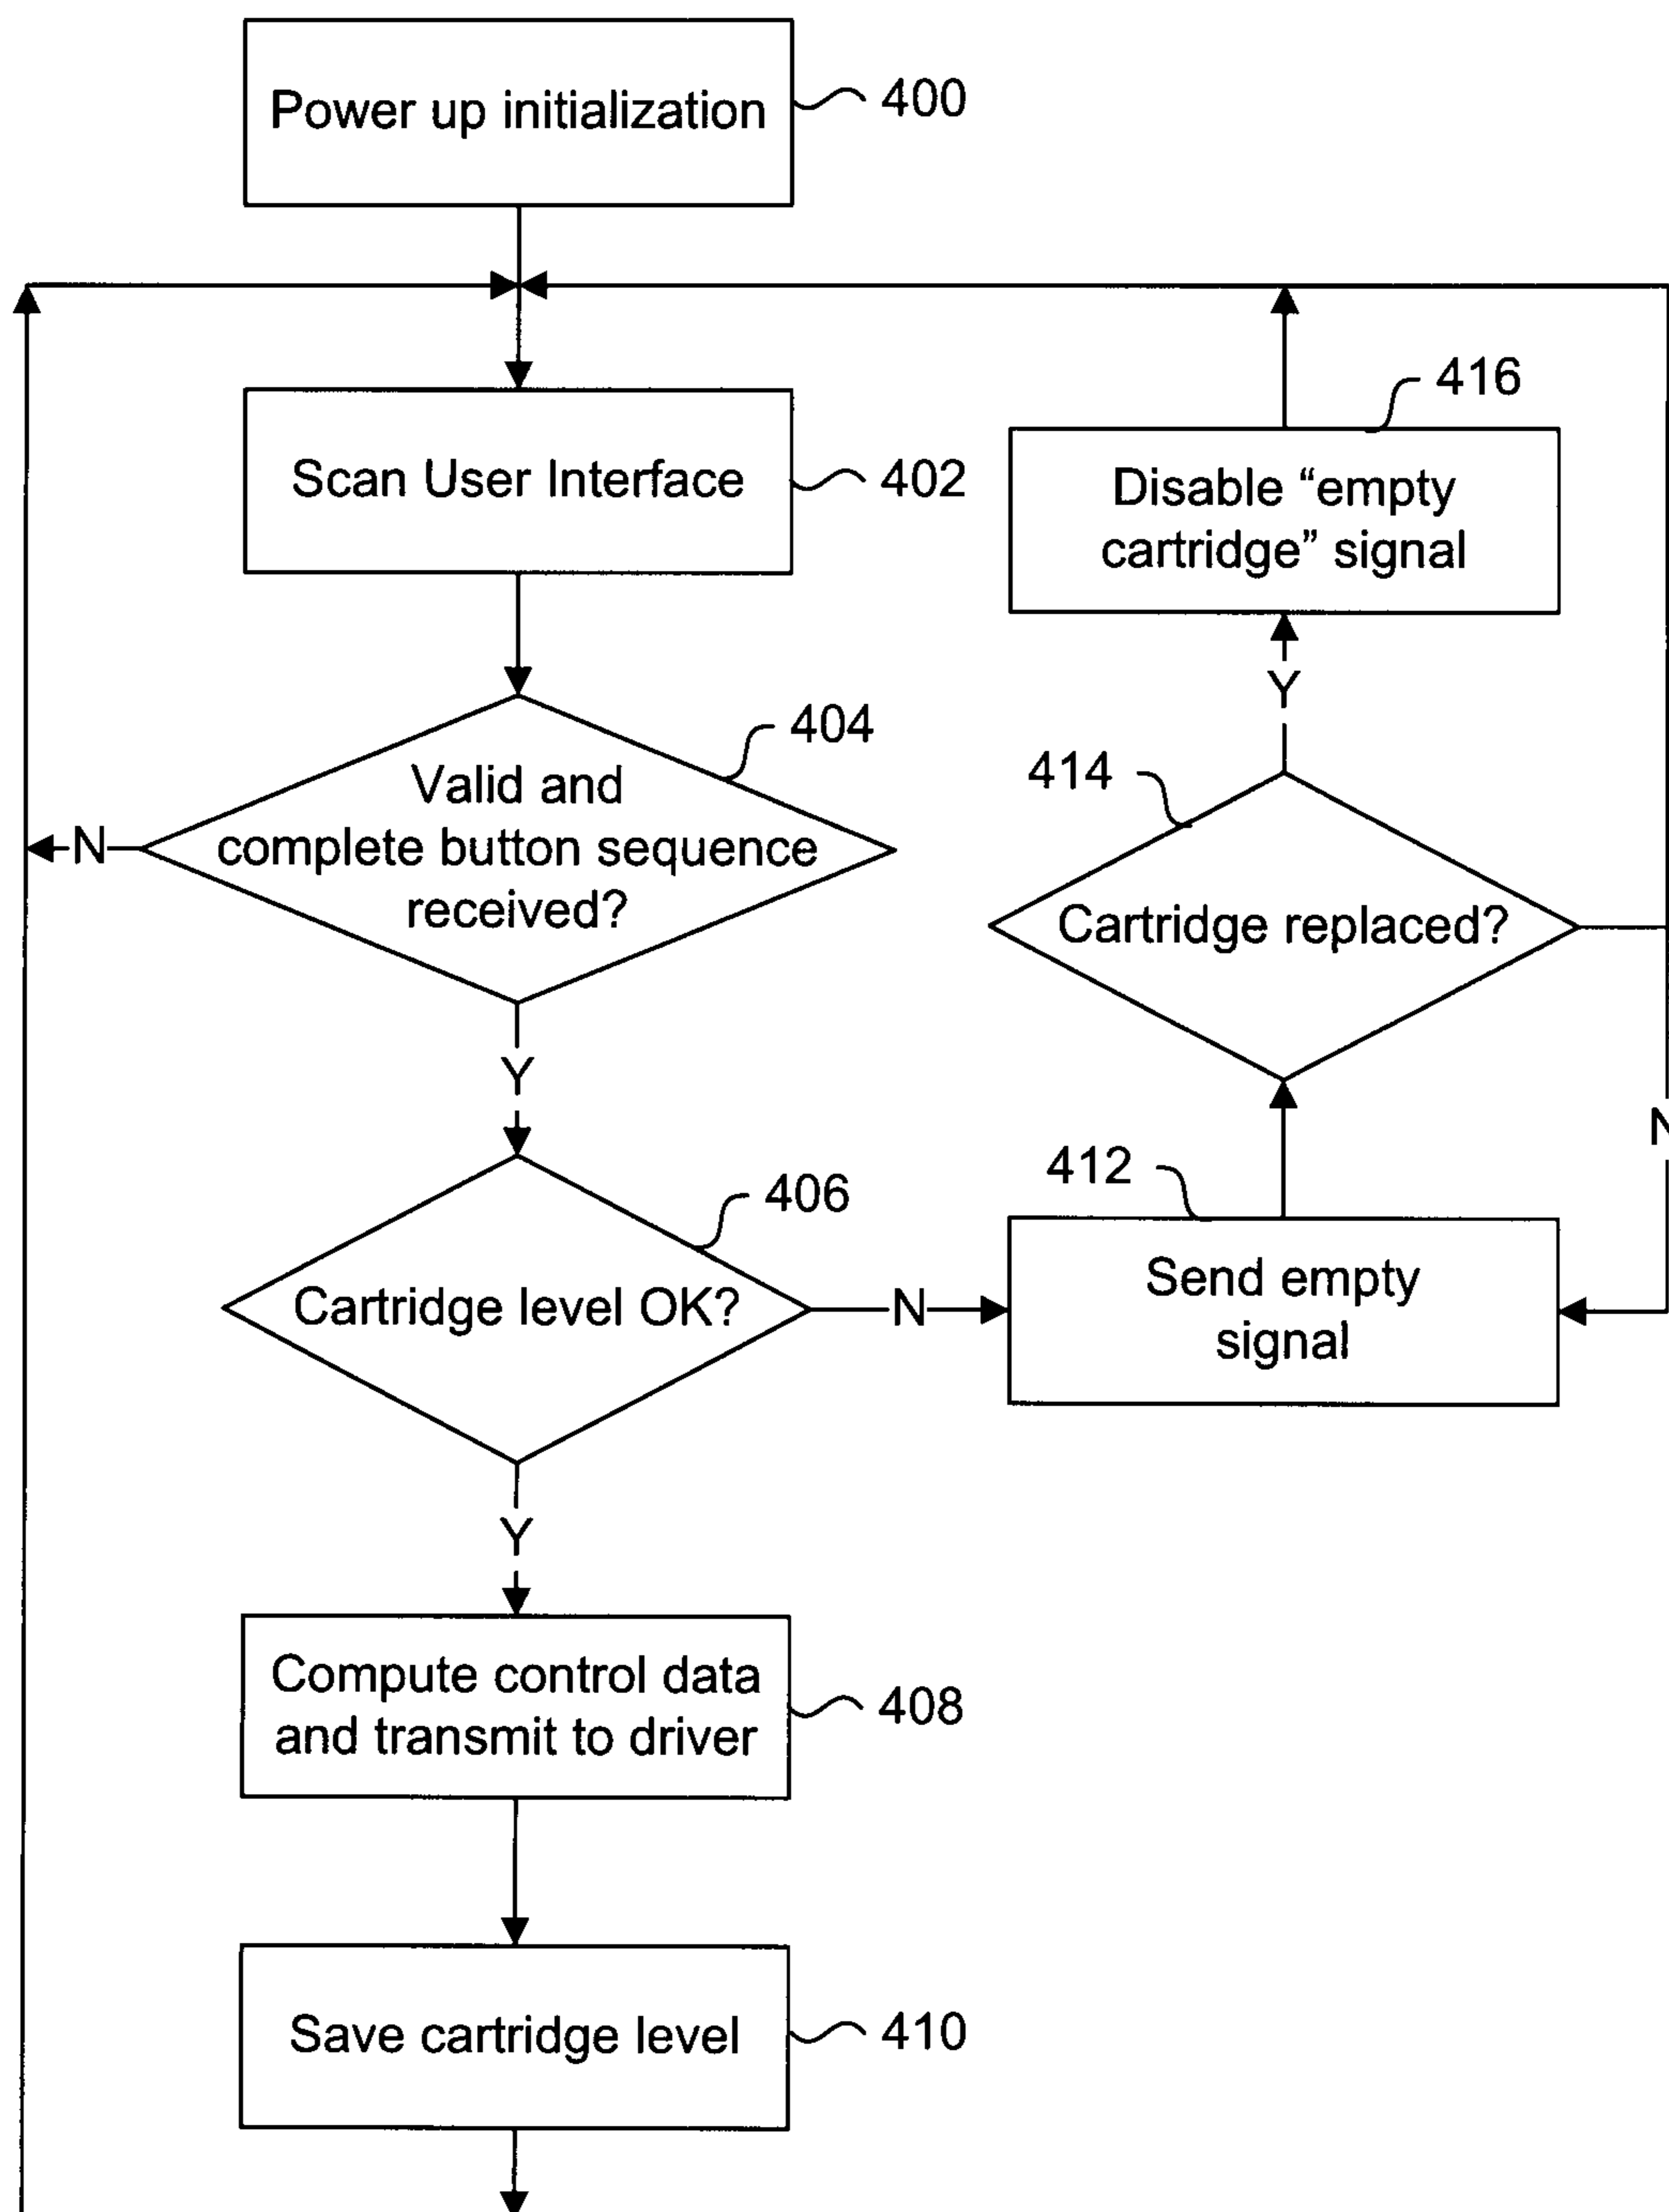 Power up initialization
400
Scan User Interface
402
416
Disable “empty
cartridge” signal
Y
404
Valid and
complete button sequence
received?
N
414
Cartridge replaced?
Y
N
412
406
Cartridge level OK?
N
Send empty
signal
Y
Compute control data
and transmit to driver
408
Save cartridge level
410